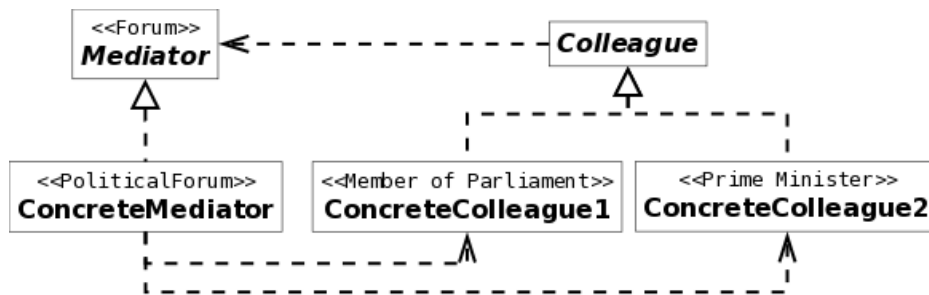 <<Forum>>
Mediator
Colleague
<<PoliticalForum>>
ConcreteMediator
<<Member of Parliament>>
ConcreteColleague1
<<Prime Minister>>
ConcreteColleague2